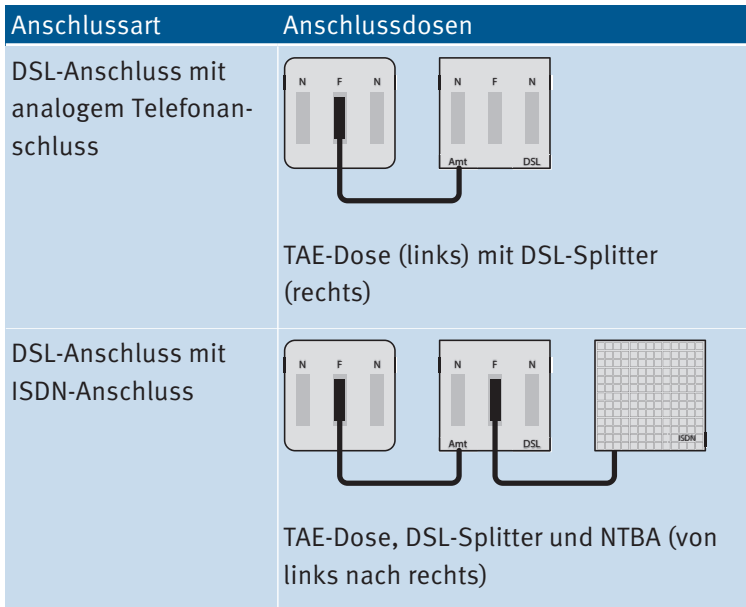 Anschlussart Anschlussdosen
DSL-Anschluss mit
analogem Telefonan-
schluss
N F N N F N
Amt DSL
TAE-Dose (links) mit DSL-Splitter
(rechts)
DSL-Anschluss mit
ISDN-Anschluss
N F N N F N
Amt DSL ISDN
TAE-Dose, DSL-Splitter und NTBA (von
links nach rechts)